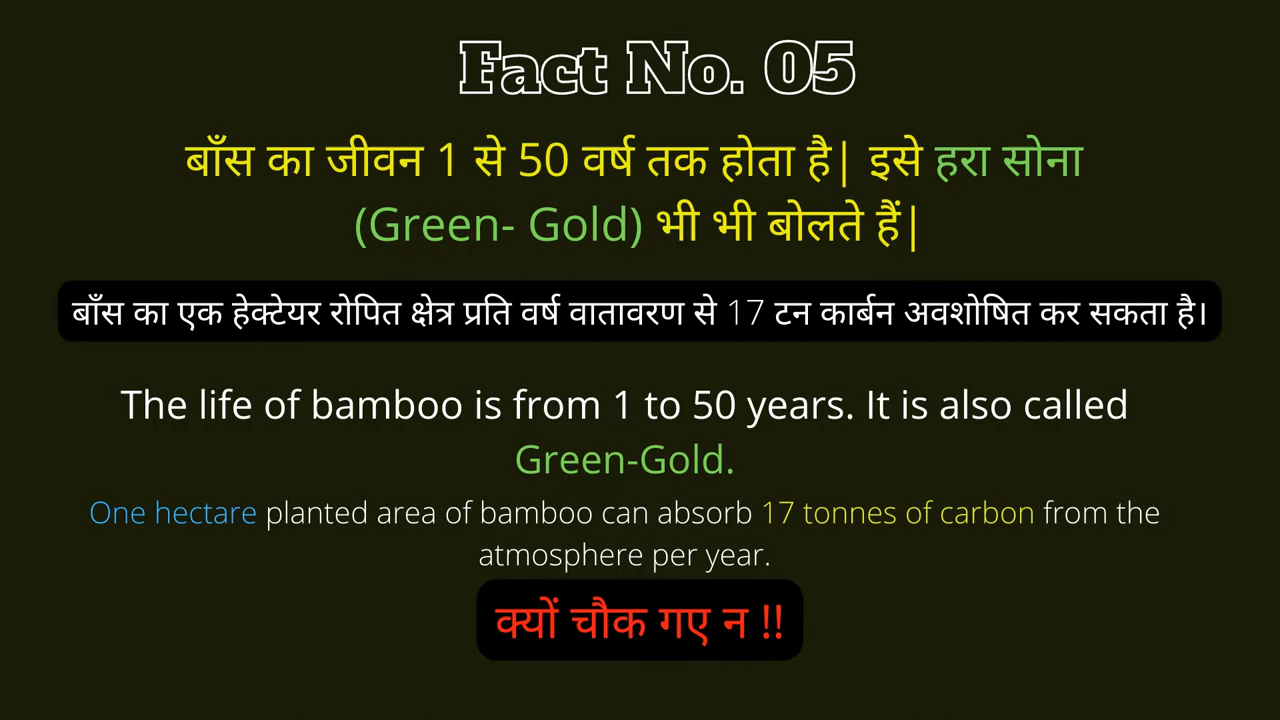 Fact No. 05
बाँस का जीवन 1 से 50 वर्ष तक होता है| इसे हरा सोना
(Green- Gold) भी भी बोलते हैं|
बाँस का एक हेक्टेयर रोपित क्षेत्र प्रति वर्ष वातावरण से 17 टन कार्बन अवशोषित कर सकता है।
The life of bamboo is from 1 to 50 years. It is also called
Green-Gold.
One hectare planted area of bamboo can absorb 17 tonnes of carbon from the
atmosphere per year.
क्यों चौक गए न !!